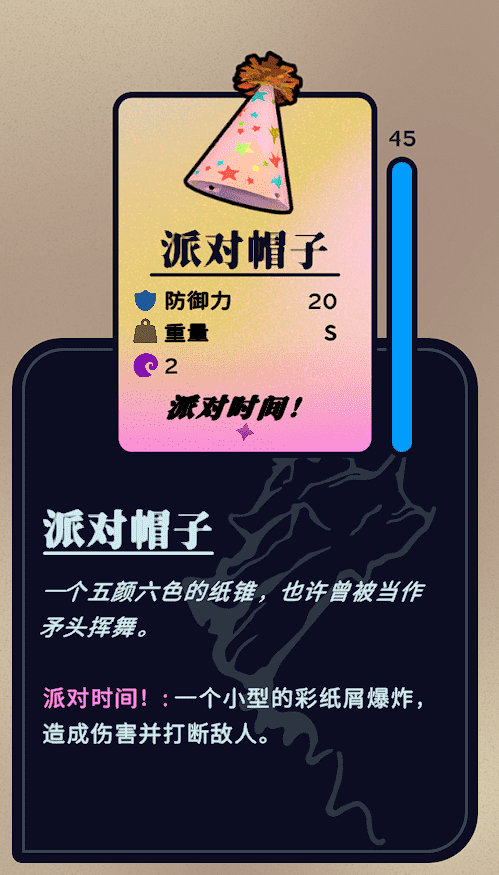 45
派对帽子
防御力 20
重量 S
2
派对时间！
派对帽子
一个五颜六色的纸锥，也许曾被当作
矛头挥舞。
派对时间！：一个小型的彩纸屑爆炸，
造成伤害并打断敌人。